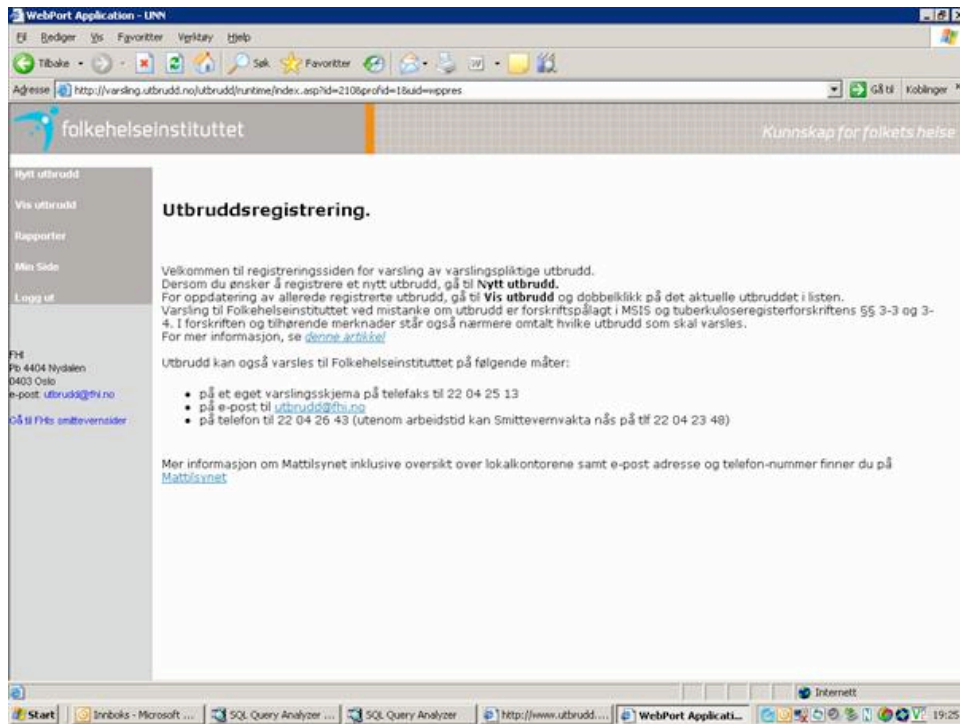 WebPort Application - UNN
Fil Rediger Vis Favoritter Verktøy Hjelp
Tilbake Søk Favoritter
Adresse http://varsling.utbrudd.no/utbrudd/runtime/index.asp?id=210&profid=1&uid=wppres Gå til Koblinger
folkehelseinstituttet
Kunnskap for folkets helse
Nytt utbrudd
Vis utbrudd
Rapporter
Min Side
Logg ut
FHI
Pb 4404 Nydalen
0403 Oslo
e-post: utbrudd@fhi.no
Gå til FHIs smittevernsider
Utbruddsregistrering.
Velkommen til registreringssiden for varsling av varslingspliktige utbrudd.
Dersom du ønsker å registrere et nytt utbrudd, gå til Nytt utbrudd.
For oppdatering av allerede registrerte utbrudd, gå til Vis utbrudd og dobbelklikk på det aktuelle utbruddet i listen.
Varsling til Folkehelseinstituttet ved mistanke om utbrudd er forskriftspålagt i MSIS og tuberkuloseregisterforskriftens §§ 3-3 og 3-
4. I forskriften og tilhørende merknader står også nærmere omtalt hvilke utbrudd som skal varsles.
For mer informasjon, se denne artikkel
Utbrudd kan også varsles til Folkehelseinstituttet på følgende måter:
• på et eget varslingsskjema på telefaks til 22 04 25 13
• på e-post til utbrudd@fhi.no
• på telefon til 22 04 26 43 (utenom arbeidstid kan Smittevernvakta nås på tlf 22 04 23 48)
Mer informasjon om Mattilsynet inklusive oversikt over lokalkontorene samt e-post adresse og telefon-nummer finner du på
Mattilsynet
Internett
Start Innboks - Microsoft ... SQL Query Analyzer ... SQL Query Analyzer http://www.utbrudd.... WebPort Applicati... 19:25